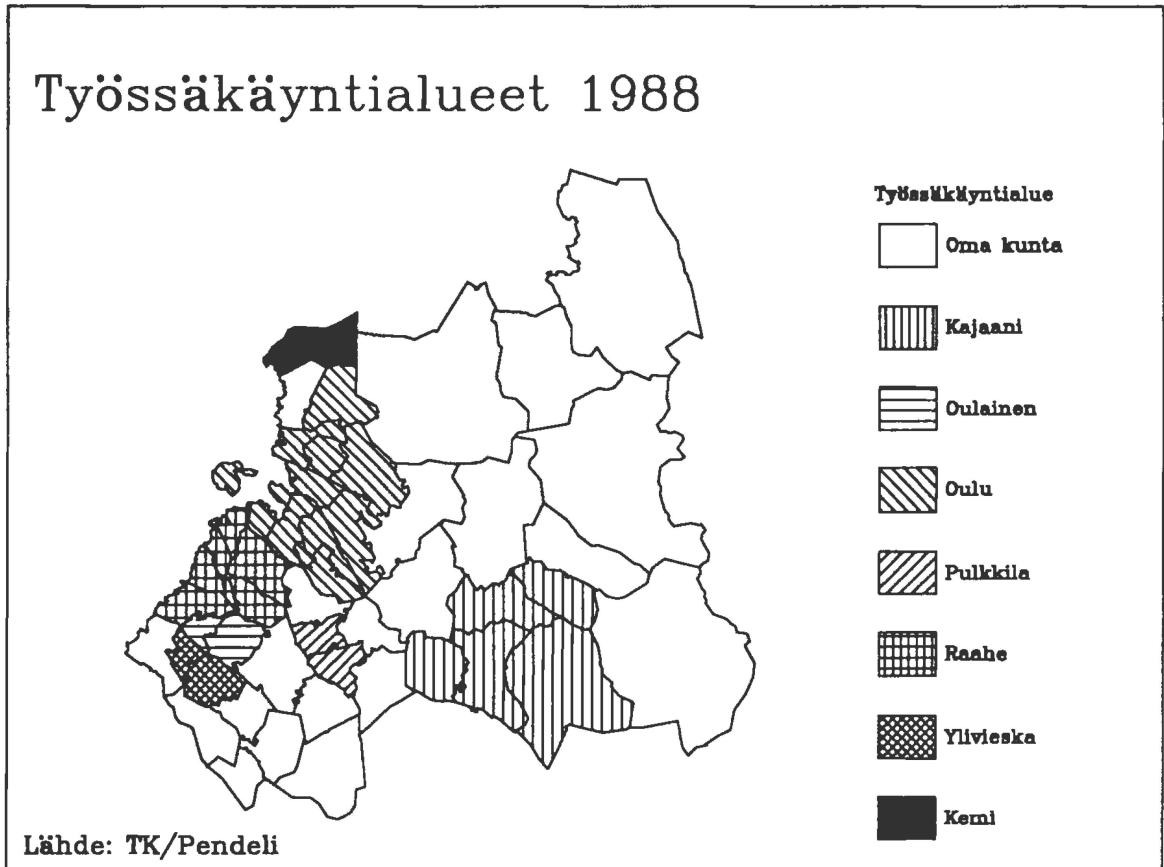 Työssäkäyntialueet 1988
Työssäkäyntialue
Oma kunta
Kajaani
Oulainen
Oulu
Pulkkila
Raahe
Ylivieska
Kemi
Lähde: TK/Pendeli